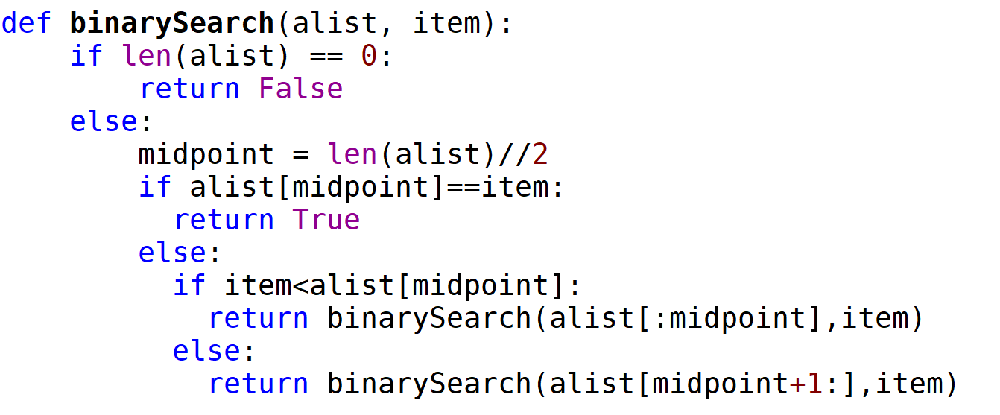 def binarySearch(alist, item):
    if len(alist) == 0:
        return False
    else:
        midpoint = len(alist)//2
        if alist[midpoint]==item:
          return True
        else:
          if item<alist[midpoint]:
            return binarySearch(alist[:midpoint],item)
          else:
            return binarySearch(alist[midpoint+1:],item)